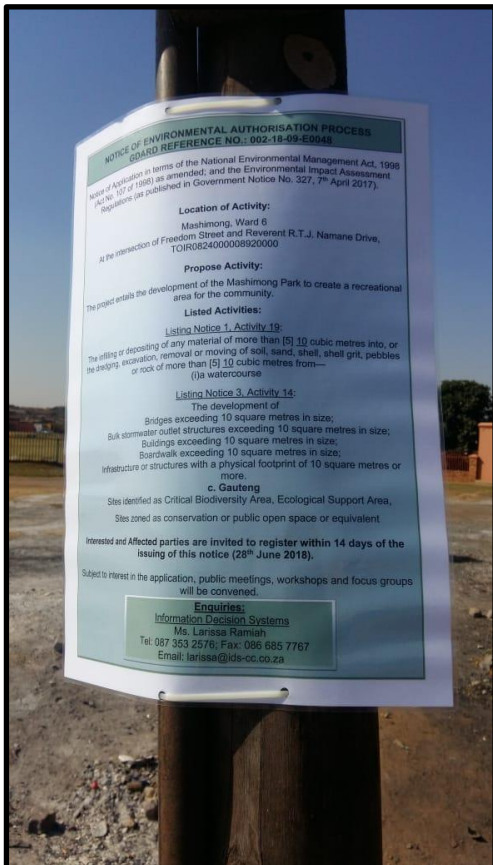 NOTICE OF ENVIRONMENTAL AUTHORISATION PROCESS
GDARD REFERENCE NO.: 002-18-09-E0048
Notice of Application in terms of the National Environmental Management Act, 1998
(Act No. 107 of 1998) as amended; and the Environmental Impact Assessment
Regulations (as published in Government Notice No. 327, 7th April 2017).
Location of Activity:
Mashimong, Ward 6
At the intersection of Freedom Street and Reverent R.T.J. Namane Drive,
TOIR0824000008920000
Propose Activity:
The project entails the development of the Mashimong Park to create a recreational
area for the community.
Listed Activities:
Listing Notice 1, Activity 19:
The infilling or depositing of any material of more than [5] 10 cubic metres into, or
the dredging, excavation, removal or moving of soil, sand, shell, shell grit, pebbles
or rock of more than [5] 10 cubic metres from—
(i)a watercourse
Listing Notice 3, Activity 14:
The development of
Bridges exceeding 10 square metres in size;
Bulk stormwater outlet structures exceeding 10 square metres in size;
Buildings exceeding 10 square metres in size;
Boardwalk exceeding 10 square metres in size;
Infrastructure or structures with a physical footprint of 10 square metres or
more.
c. Gauteng
Sites identified as Critical Biodiversity Area, Ecological Support Area,
Sites zoned as conservation or public open space or equivalent
Interested and Affected parties are invited to register within 14 days of the
issuing of this notice (28th June 2018).
Subject to interest in the application, public meetings, workshops and focus groups
will be convened.
Enquiries:
Information Decision Systems
Ms. Larissa Ramiah
Tel: 087 353 2576; Fax: 086 685 7767
Email: larissa@ids-cc.co.za